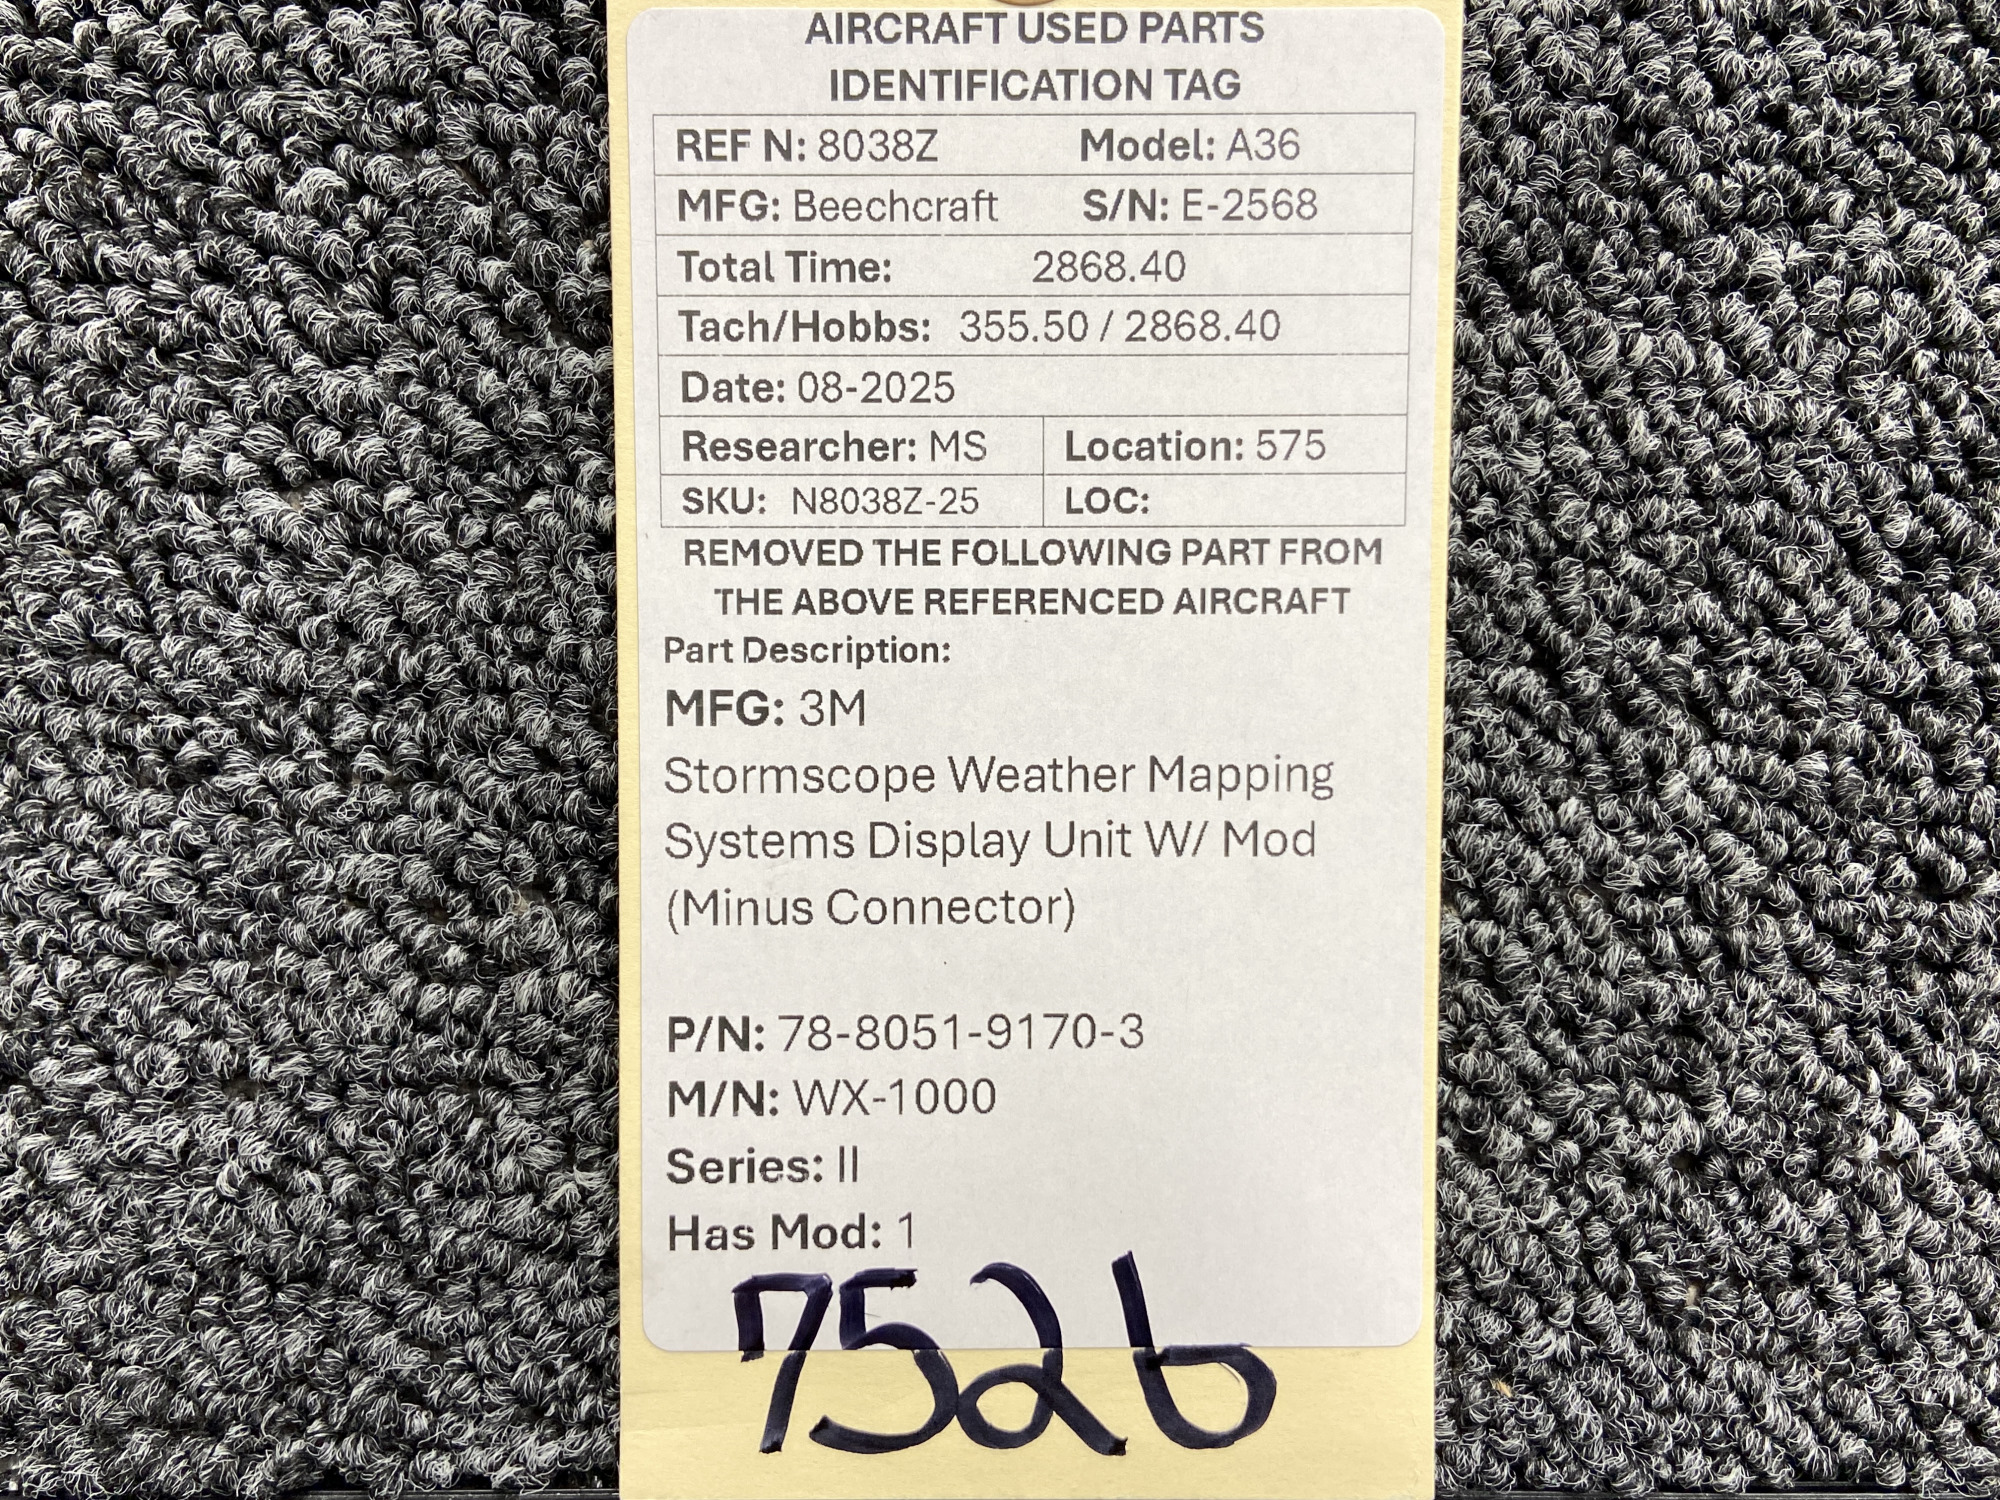 AIRCRAFT USED PARTS
IDENTIFICATION TAG
REF N: 8038Z Model: A36
MFG: Beechcraft S/N: E-2568
Total Time: 2868.40
Tach/Hobbs: 355.50 / 2868.40
Date: 08-2025
Researcher: MS Location: 575
SKU: N8038Z-25 LOC:
REMOVED THE FOLLOWING PART FROM
THE ABOVE REFERENCED AIRCRAFT
Part Description:
MFG: 3M
Stormscope Weather Mapping
Systems Display Unit W/ Mod
(Minus Connector)
P/N: 78-8051-9170-3
M/N: WX-1000
Series: II
Has Mod: 1
7526